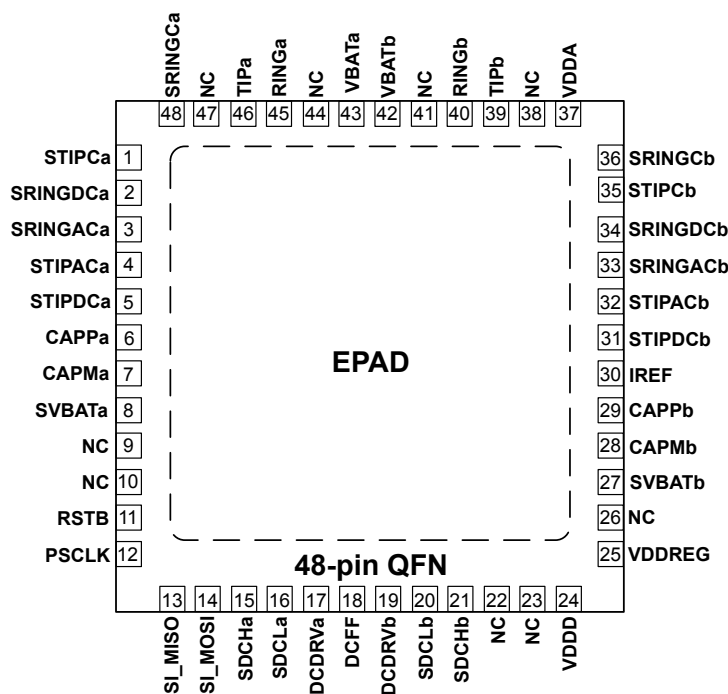 SRINGCa
NC
TIPa
RINGa
NC
VBATa
VBATb
NC
RINGb
TIPb
NC
VDDA
48 47 46 45 44 43 42 41 40 39 38 37
STIPCa 1
SRINGDCa 2
SRINGACa 3
STIPACa 4
STIPDCa 5
CAPPa 6
CAPMa 7
SVBATa 8
NC 9
NC 10
RSTB 11
PSCLK 12
EPAD
36 SRINGCb
35 STIPCb
34 SRINGDCb
33 SRINGACb
32 STIPACb
31 STIPDCb
30 IREF
29 CAPPb
28 CAPMb
27 SVBATb
26 NC
25 VDDREG
48-pin QFN
13 14 15 16 17 18 19 20 21 22 23 24
SI_MISO
SI_MOSI
SDCHa
SDCLa
DCDRVa
DCFF
DCDRVb
SDCLb
SDCHb
NC
NC
VDDD